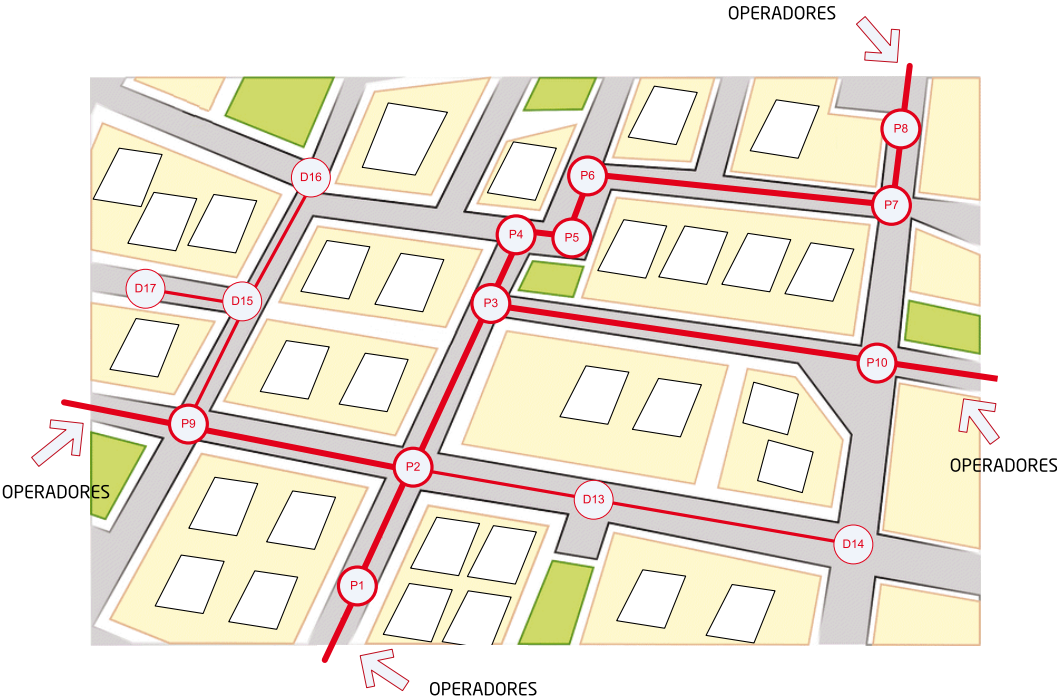 OPERADORES
P8
D16
P6
P7
P4
P5
D17
D15
P3
P10
P9
P2
OPERADORES
OPERADORES
D13
D14
P1
OPERADORES